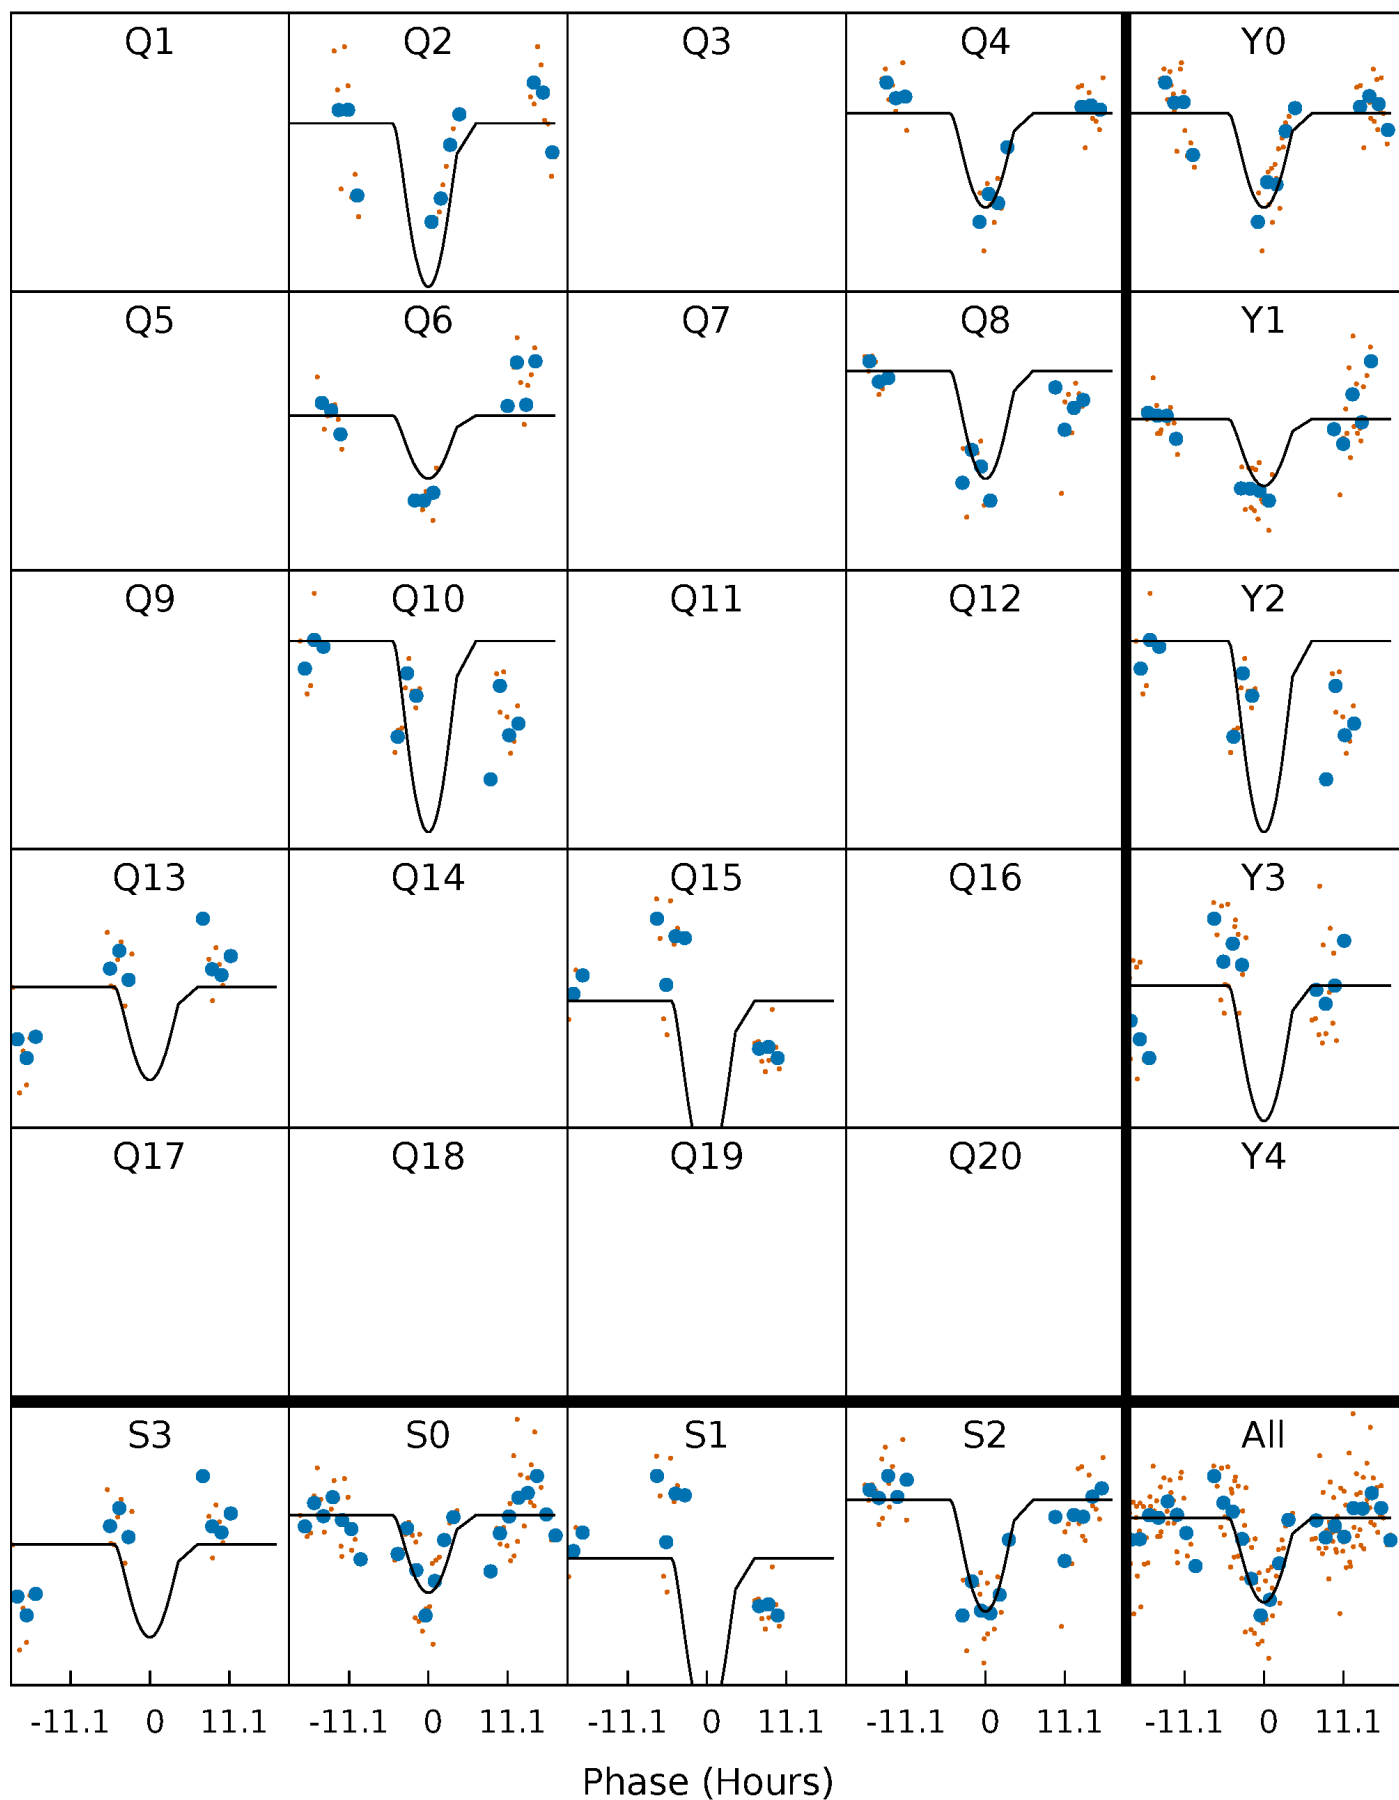 Q1 Q2 Q3 Q4 Y0
Q5 Q6 Q7 Q8 Y1
Q9 Q10 Q11 Q12 Y2
Q13 Q14 Q15 Q16 Y3
Q17 Q18 Q19 Q20 Y4
S3 S0 S1 S2 All
-11.1 0 11.1 -11.1 0 11.1 -11.1 0 11.1 -11.1 0 11.1 -11.1 0 11.1
Phase (Hours)